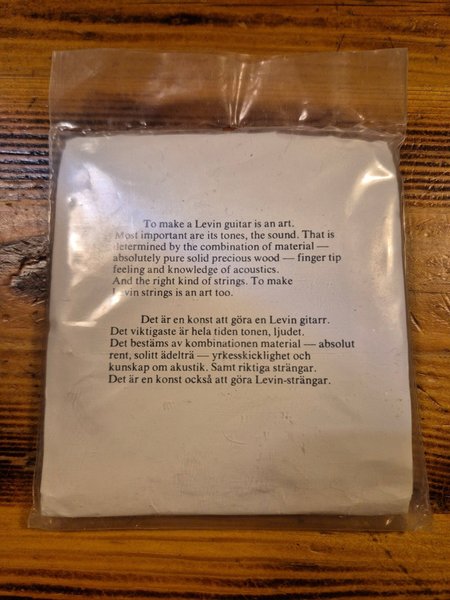 To make a Levin guitar is an art.
Most important are its tones, the sound. That is
determined by the combination of material —
absolutely pure solid precious wood — finger tip
feeling and knowledge of acoustics.
And the right kind of strings. To make
Levin strings is an art too.
Det är en konst att göra en Levin gitarr.
Det viktigaste är hela tiden tonen, ljudet.
Det bestäms av kombinationen material — absolut
rent, solitt ädelträ — yrkesskicklighet och
kunskap om akustik. Samt riktiga strängar.
Det är en konst också att göra Levin-strängar.